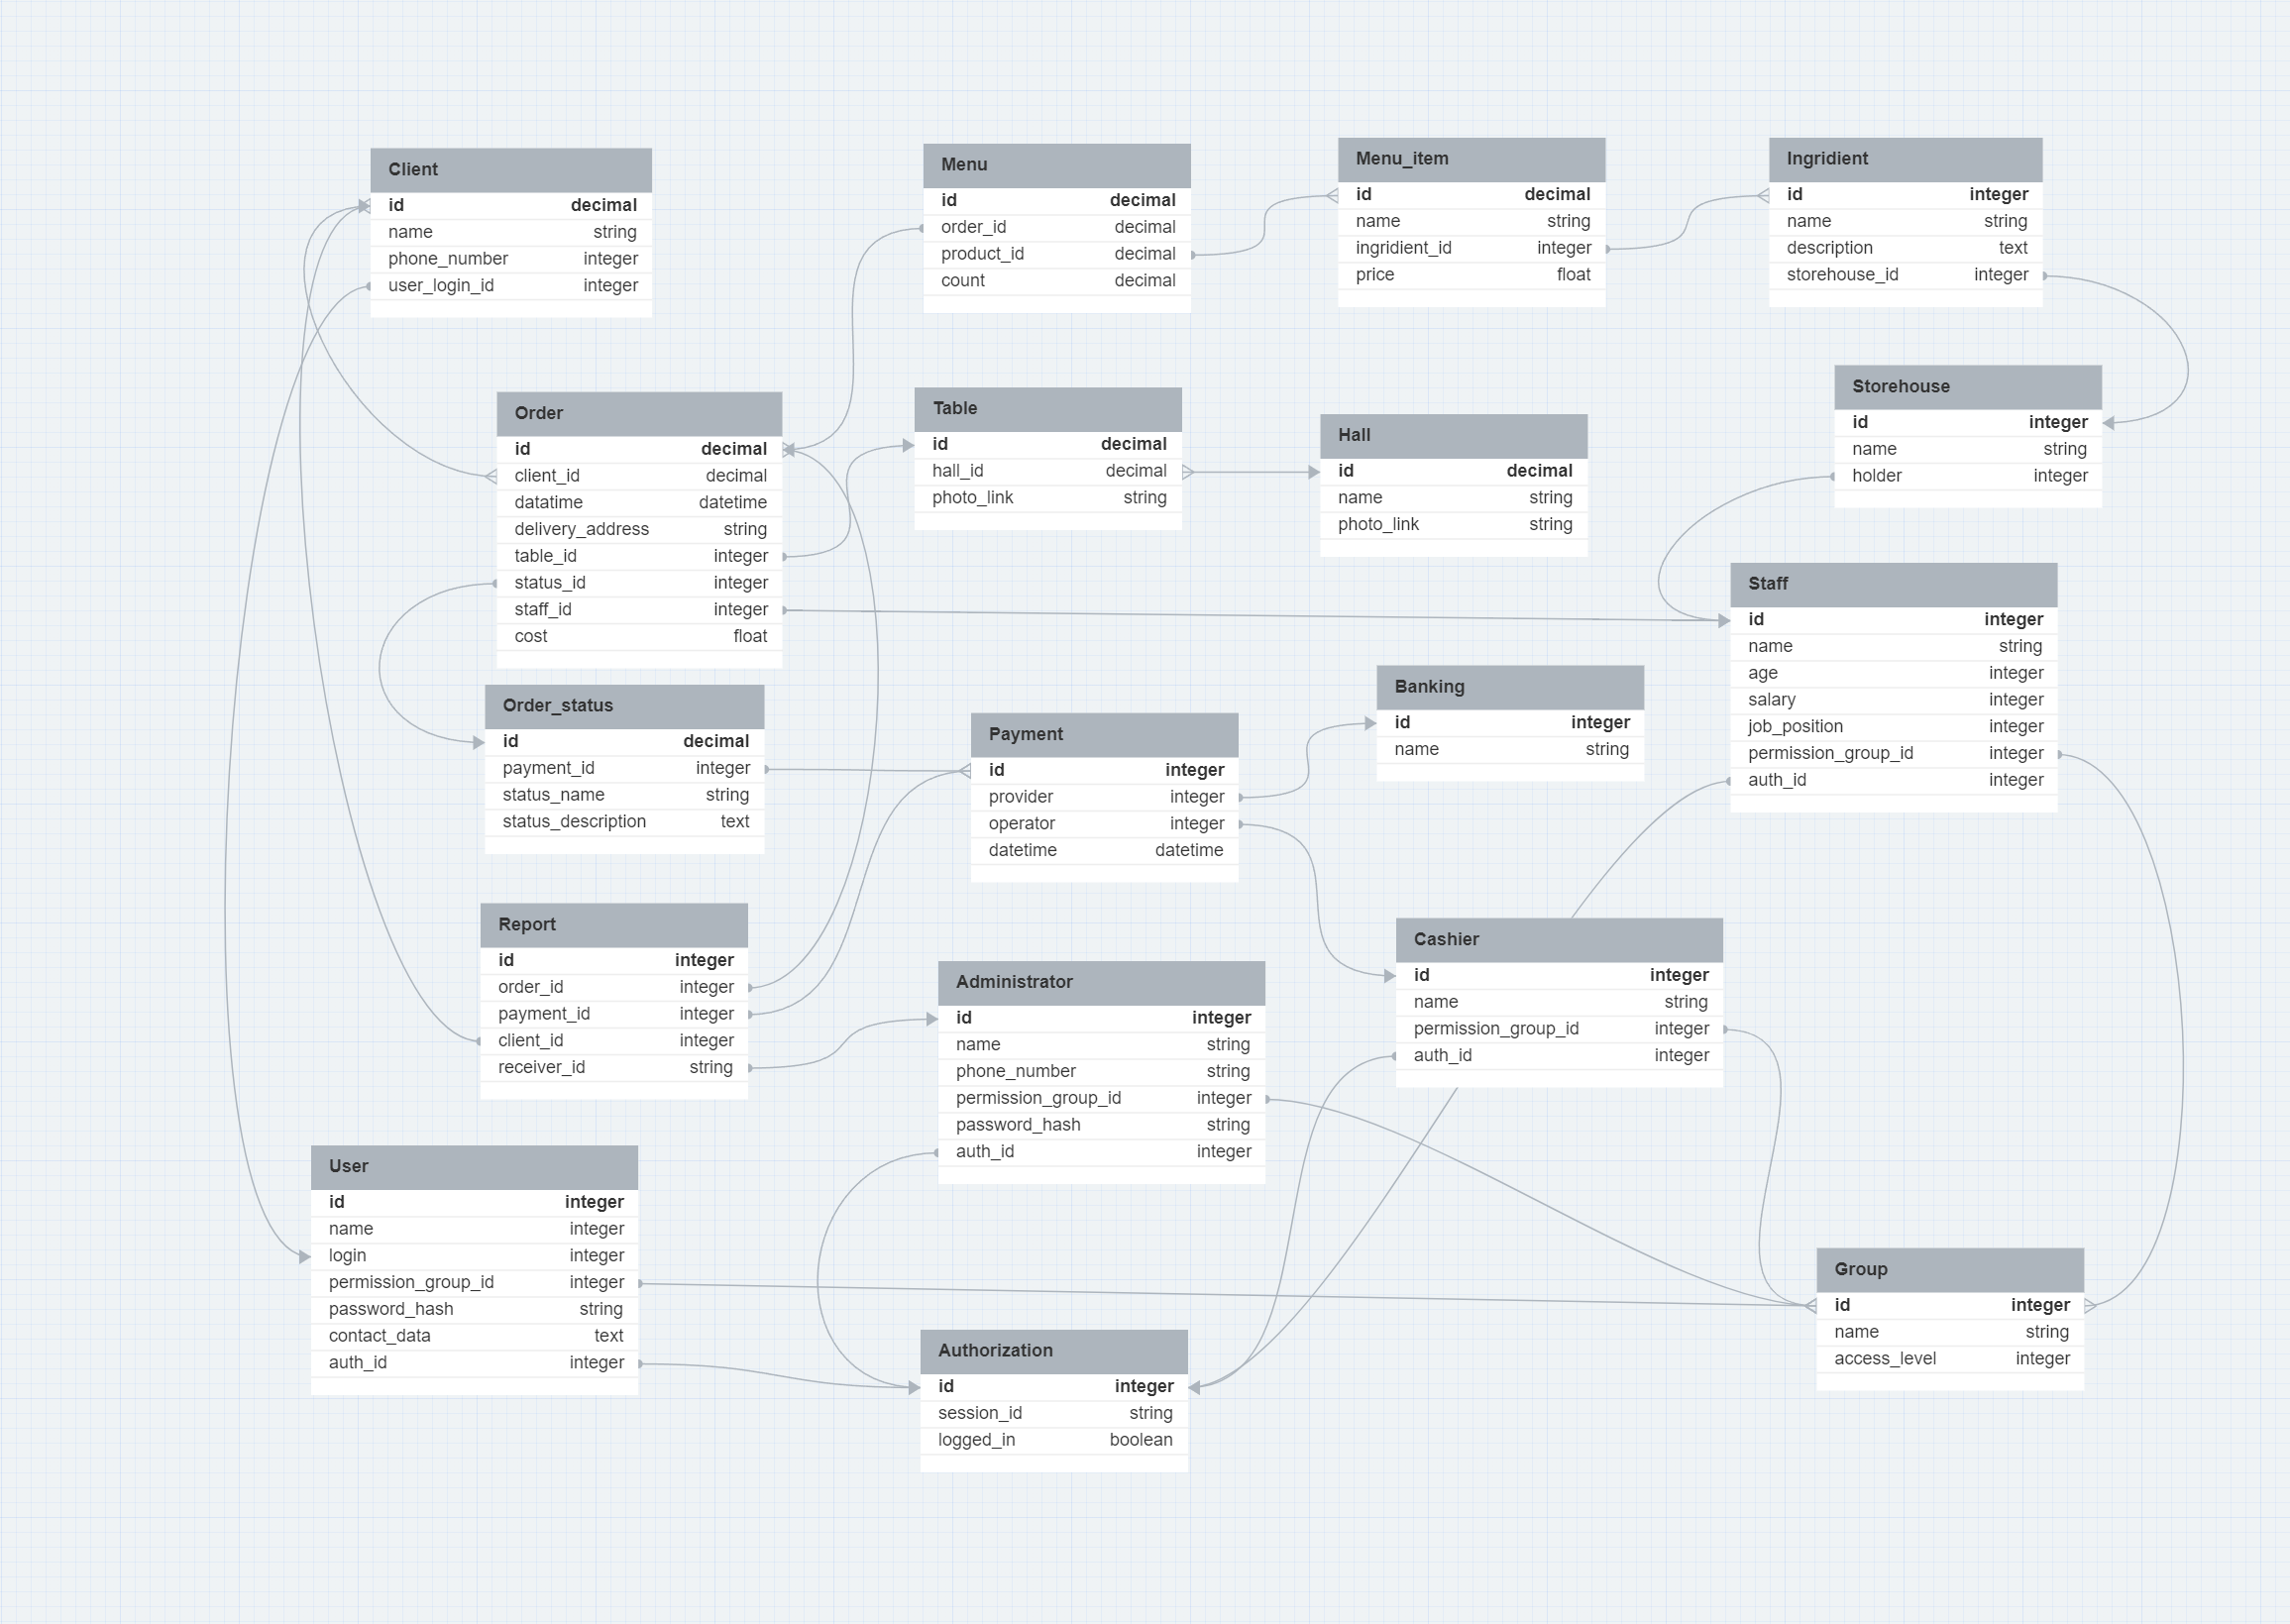 Client
id decimal
name string
phone_number integer
user_login_id integer
Menu
id decimal
order_id decimal
product_id decimal
count decimal
Menu_item
id decimal
name string
ingridient_id integer
price float
Ingridient
id integer
name string
description text
storehouse_id integer
Order
id decimal
client_id decimal
datatime datetime
delivery_address string
table_id integer
status_id integer
staff_id integer
cost float
Table
id decimal
hall_id decimal
photo_link string
Hall
id decimal
name string
photo_link string
Storehouse
id integer
name string
holder integer
Staff
id integer
name string
age integer
salary integer
job_position integer
permission_group_id integer
auth_id integer
Order_status
id decimal
payment_id integer
status_name string
status_description text
Payment
id integer
provider integer
operator integer
datetime datetime
Banking
id integer
name string
Report
id integer
order_id integer
payment_id integer
client_id integer
receiver_id string
Administrator
id integer
name string
phone_number string
permission_group_id integer
password_hash string
auth_id integer
Cashier
id integer
name string
permission_group_id integer
auth_id integer
User
id integer
name integer
login integer
permission_group_id integer
password_hash string
contact_data text
auth_id integer
Authorization
id integer
session_id string
logged_in boolean
Group
id integer
name string
access_level integer